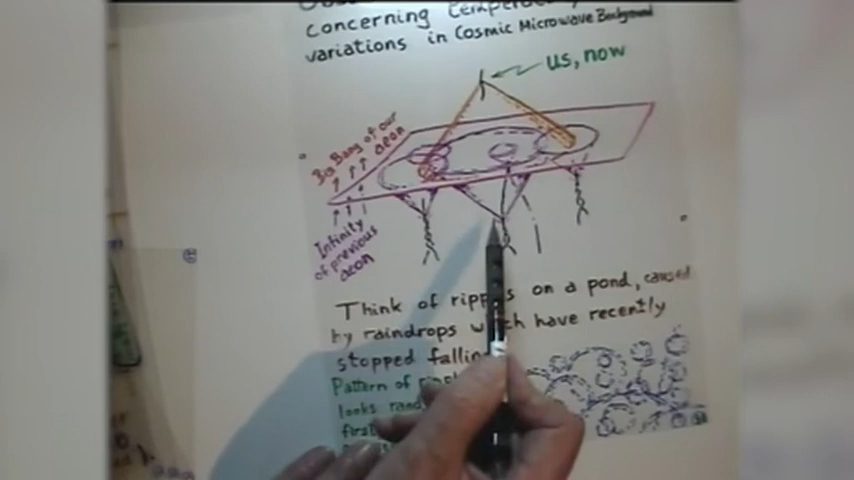 concerning temperature
variations in Cosmic Microwave Background
us, now
Big Bang of our
aeon
Infinity
of previous
aeon
Think of ripples on a pond, caused
by raindrops which have recently
stopped falling
Pattern of
looks
first